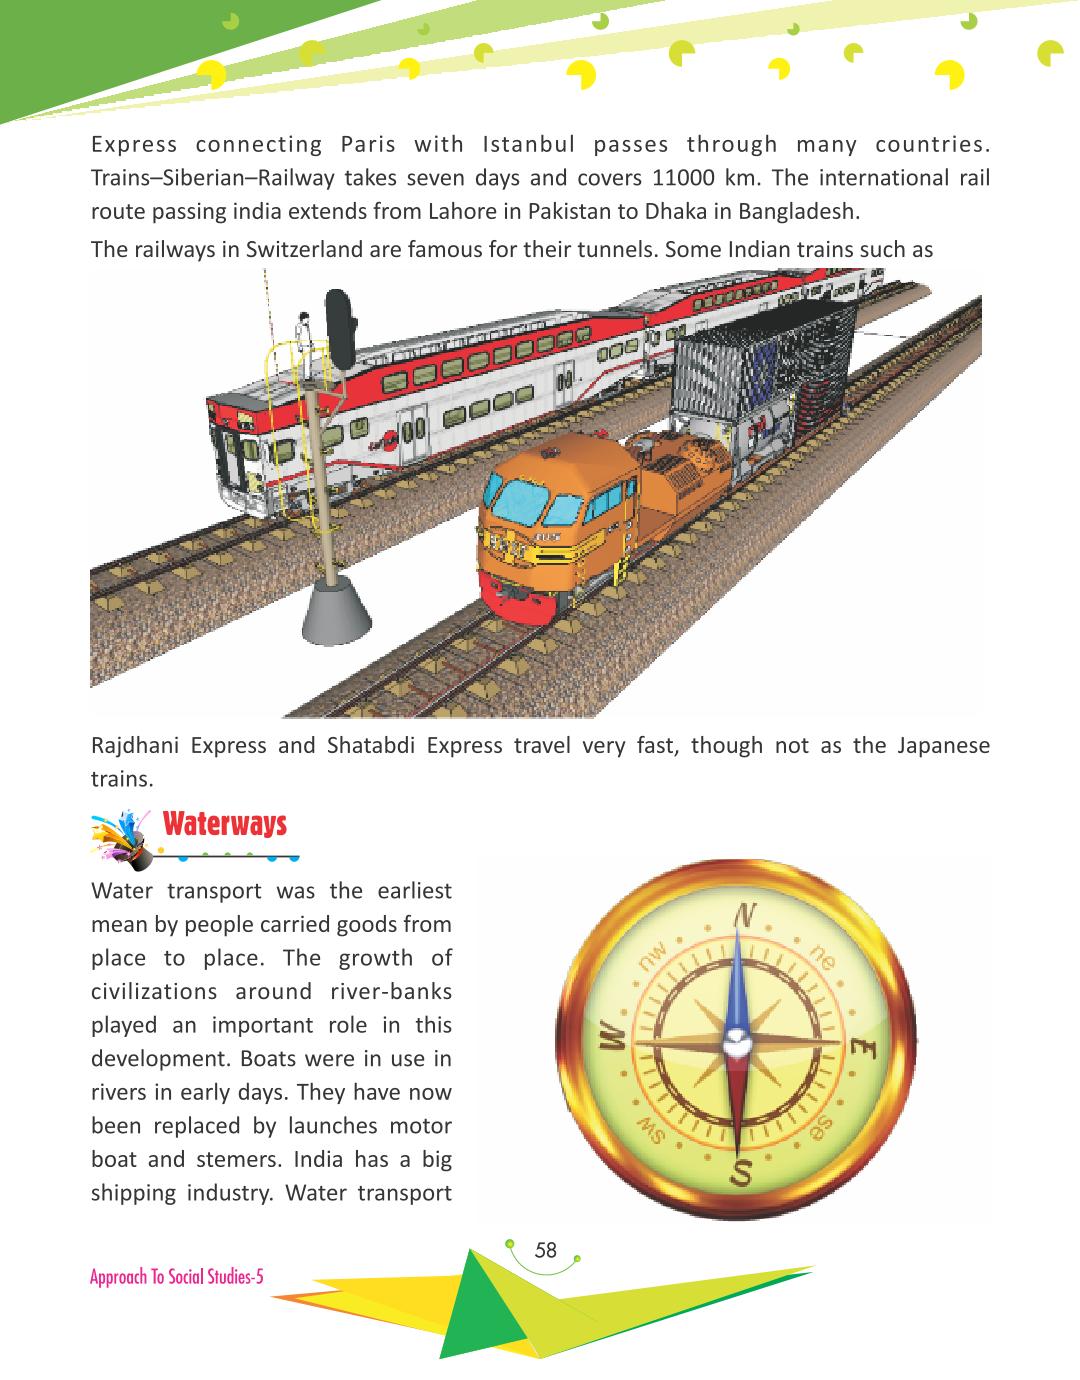 Express connecting Paris with Istanbul passes through many countries.
Trains–Siberian–Railway takes seven days and covers 11000 km. The international rail
route passing india extends from Lahore in Pakistan to Dhaka in Bangladesh.
The railways in Switzerland are famous for their tunnels. Some Indian trains such as
Rajdhani Express and Shatabdi Express travel very fast, though not as the Japanese
trains.
Waterways
Water transport was the earliest
mean by people carried goods from
place to place. The growth of
civilizations around river-banks
played an important role in this
development. Boats were in use in
rivers in early days. They have now
been replaced by launches motor
boat and stemers. India has a big
shipping industry. Water transport
N
nw
ne
W
E
sw
se
S
58
Approach To Social Studies-5